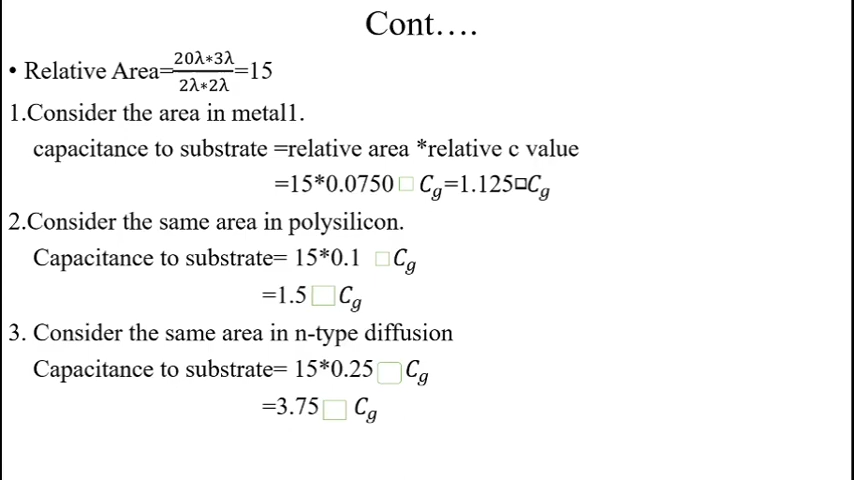 Cont….
• Relative Area=20λ*3λ/2λ*2λ=15
1.Consider the area in metal1.
capacitance to substrate =relative area *relative c value
=15*0.0750 □ Cg=1.125□Cg
2.Consider the same area in polysilicon.
Capacitance to substrate= 15*0.1 □Cg
=1.5□ Cg
3. Consider the same area in n-type diffusion
Capacitance to substrate= 15*0.25□ Cg
=3.75□ Cg